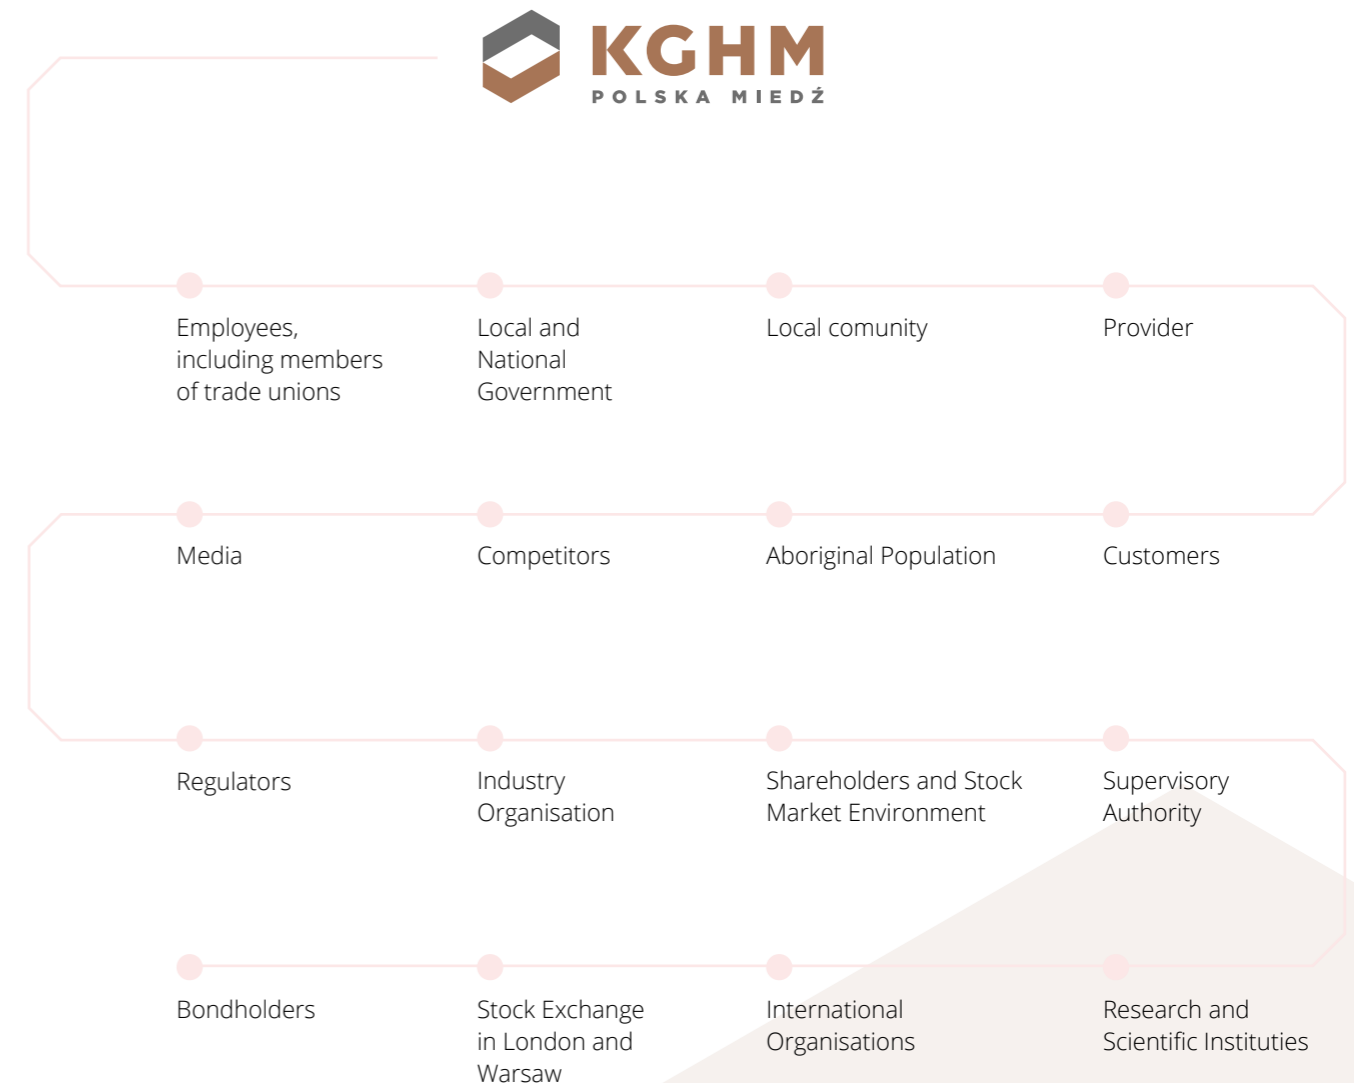 KGHM
POLSKA MIEDŹ
Employees,
including members
of trade unions
Local and
National
Government
Local comunity
Provider
Media
Competitors
Aboriginal Population
Customers
Regulators
Industry
Organisation
Shareholders and Stock
Market Environment
Supervisory
Authority
Bondholders
Stock Exchange
in London and
Warsaw
International
Organisations
Research and
Scientific Instituties